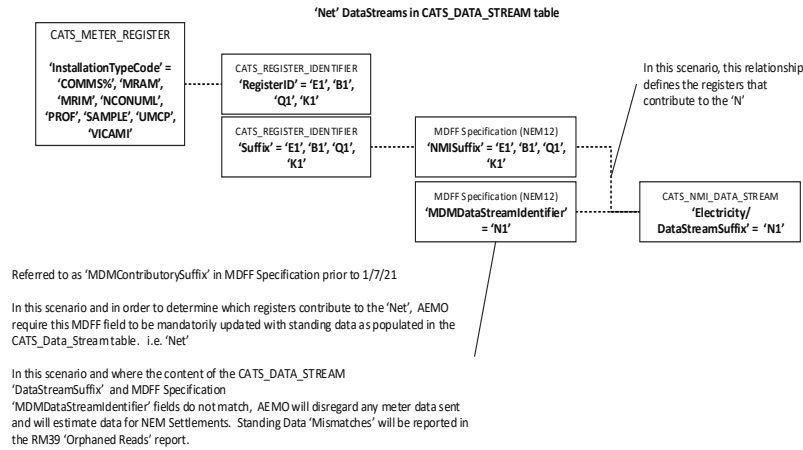 'Net' DataStreams in CATS_DATA_STREAM table
CATS_METER_REGISTER
'InstallationTypeCode' =
'COMMS%', 'MRAM',
'MRIM', 'NCONUML',
'PROF', 'SAMPLE', 'UMCP',
'VICAMI'
CATS_REGISTER_IDENTIFIER
'RegisterID' = 'E1', 'B1',
'Q1', 'K1'
CATS_REGISTER_IDENTIFIER
'Suffix' = 'E1', 'B1', 'Q1',
'K1'
MDFF Specification (NEM12)
'NMISuffix' = 'E1', 'B1', 'Q1',
'K1'
MDFF Specification (NEM12)
'MDMDataStreamIdentifier'
= 'N1'
In this scenario, this relationship
defines the registers that
contribute to the 'N'
CATS_NMI_DATA_STREAM
'Electricity/
DataStreamSuffix' = 'N1'
Referred to as 'MDMContributorySuffix' in MDFF Specification prior to 1/7/21
In this scenario and in order to determine which registers contribute to the 'Net', AEMO
require this MDFF field to be mandatorily updated with standing data as populated in the
CATS_Data_Stream table. i.e. 'Net'
In this scenario and where the content of the CATS_DATA_STREAM
'DataStreamSuffix' and MDFF Specification
'MDMDataStreamIdentifier' fields do not match, AEMO will disregard any meter data sent
and will estimate data for NEM Settlements. Standing Data 'Mismatches' will be reported in
the RM39 'Orphaned Reads' report.